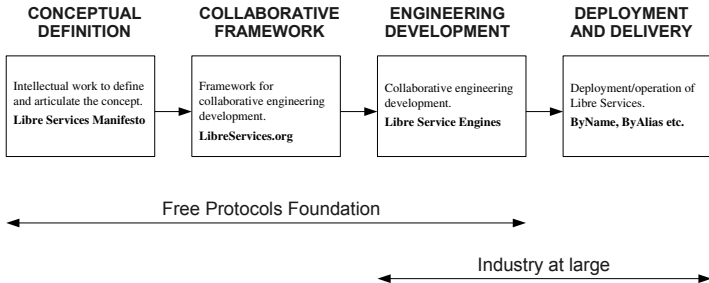 CONCEPTUAL
DEFINITION
COLLABORATIVE
FRAMEWORK
ENGINEERING
DEVELOPMENT
DEPLOYMENT
AND DELIVERY
Intellectual work to define
and articulate the concept.
Libre Services Manifesto
Framework for
collaborative engineering
development.
LibreServices.org
Collaborative engineering
development.
Libre Service Engines
Deployment/operation of
Libre Services.
ByName, ByAlias etc.
Free Protocols Foundation
Industry at large